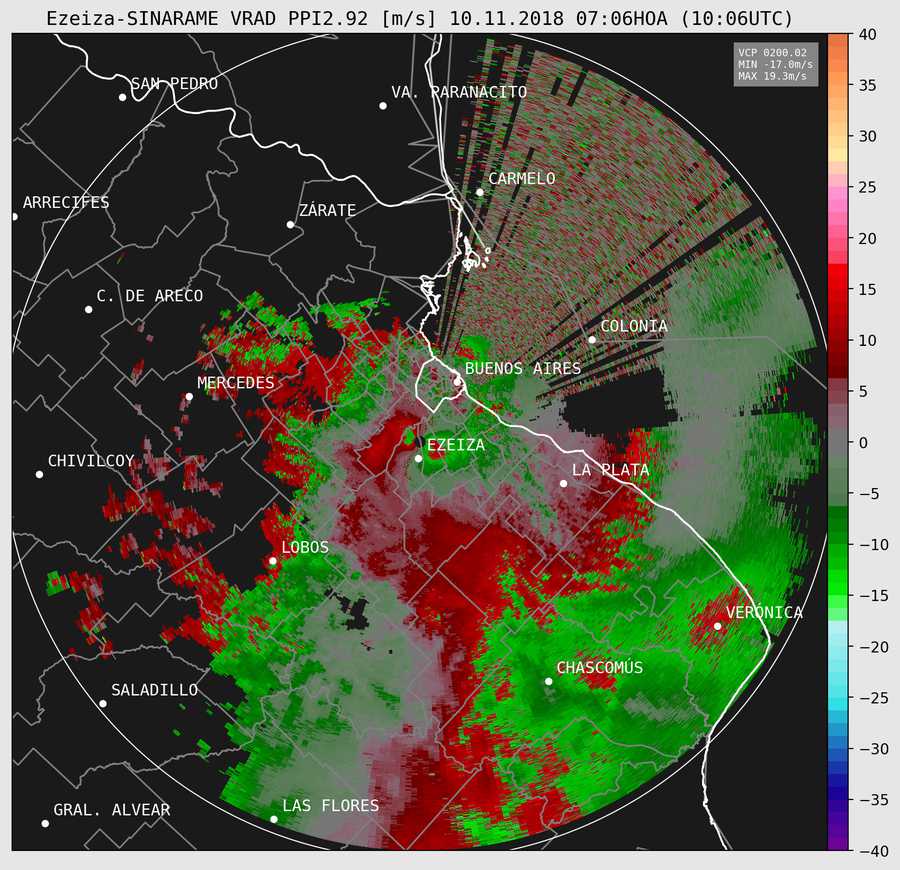 Ezeiza-SINARAME VRAD PPI2.92 [m/s] 10.11.2018 07:06HOA (10:06UTC)
VCP 0200.02
MIN -17.0m/s
MAX 19.3m/s
SAN PEDRO
VA. PARANACITO
CARMELO
ARRECIFES
ZÁRATE
C. DE ARECO
COLONIA
BUENOS AIRES
MERCEDES
EZEIZA
CHIVILCOY
LA PLATA
LOBOS
VERÓNICA
CHASCOMÚS
SALADILLO
LAS FLORES
GRAL. ALVEAR
40
35
30
25
20
15
10
5
0
−5
−10
−15
−20
−25
−30
−35
−40